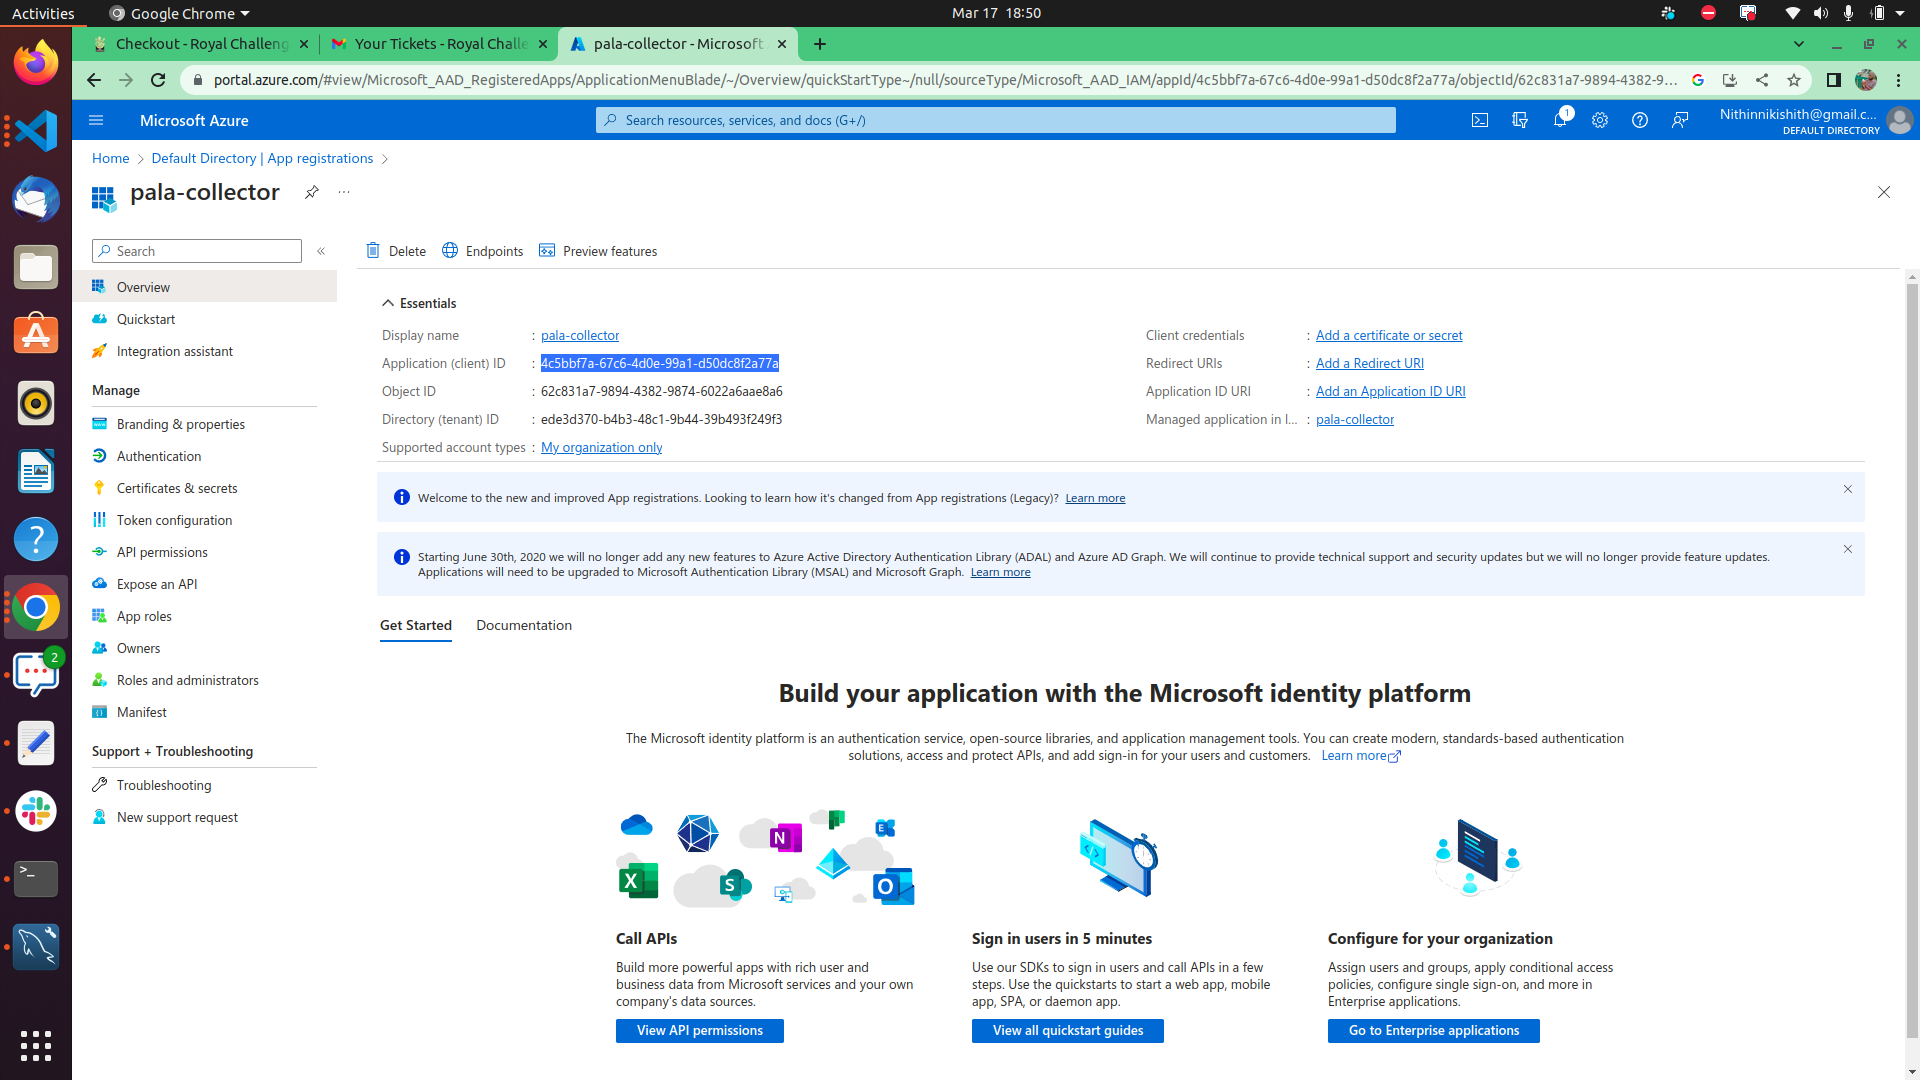 Activities
Google Chrome
Mar 17 18:50
Checkout - Royal Challeng
Your Tickets - Royal Challe
pala-collector - Microsoft
portal.azure.com/#view/Microsoft_AAD_RegisteredApps/ApplicationMenuBlade/~/Overview/quickStartType~/null/sourceType/Microsoft_AAD_IAM/appId/4c5bbf7a-67c6-4d0e-99a1-d50dc8f2a77a/objectId/62c831a7-9894-4382-9...
Microsoft Azure
Search resources, services, and docs (G+/)
1
Nithinnikishith@gmail.c...
DEFAULT DIRECTORY
Home
Default Directory | App registrations
pala-collector
...
Search
«
Delete
Endpoints
Preview features
Overview
Quickstart
Integration assistant
Manage
Branding & properties
Authentication
Certificates & secrets
Token configuration
API permissions
Expose an API
App roles
Owners
Roles and administrators
Manifest
Support + Troubleshooting
Troubleshooting
New support request
Essentials
Display name : pala-collector
Application (client) ID : 4c5bbf7a-67c6-4d0e-99a1-d50dc8f2a77a
Object ID : 62c831a7-9894-4382-9874-6022a6aae8a6
Directory (tenant) ID : ede3d370-b4b3-48c1-9b44-39b493f249f3
Supported account types : My organization only
Client credentials : Add a certificate or secret
Redirect URIs : Add a Redirect URI
Application ID URI : Add an Application ID URI
Managed application in l... : pala-collector
Welcome to the new and improved App registrations. Looking to learn how it's changed from App registrations (Legacy)? Learn more
Starting June 30th, 2020 we will no longer add any new features to Azure Active Directory Authentication Library (ADAL) and Azure AD Graph. We will continue to provide technical support and security updates but we will no longer provide feature updates.
Applications will need to be upgraded to Microsoft Authentication Library (MSAL) and Microsoft Graph. Learn more
Get Started
Documentation
Build your application with the Microsoft identity platform
The Microsoft identity platform is an authentication service, open-source libraries, and application management tools. You can create modern, standards-based authentication
solutions, access and protect APIs, and add sign-in for your users and customers. Learn more
N
E
X
S
O
Call APIs
Build more powerful apps with rich user and
business data from Microsoft services and your own
company's data sources.
View API permissions
Sign in users in 5 minutes
Use our SDKs to sign in users and call APIs in a few
steps. Use the quickstarts to start a web app, mobile
app, SPA, or daemon app.
View all quickstart guides
Configure for your organization
Assign users and groups, apply conditional access
policies, configure single sign-on, and more in
Enterprise applications.
Go to Enterprise applications
2